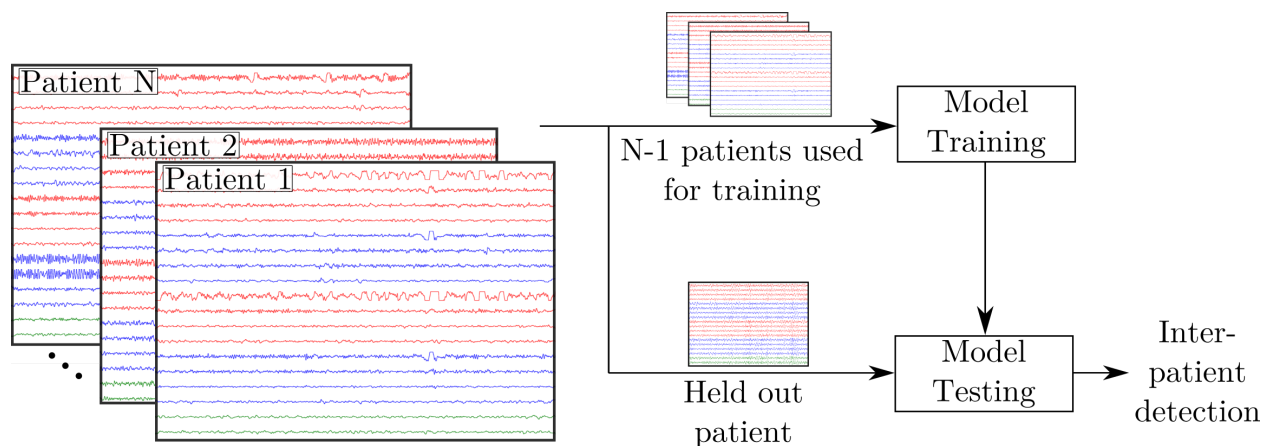 Patient N
Patient 2
Patient 1
N-1 patients used
for training
Model
Training
Held out
patient
Model
Testing
Inter-
patient
detection